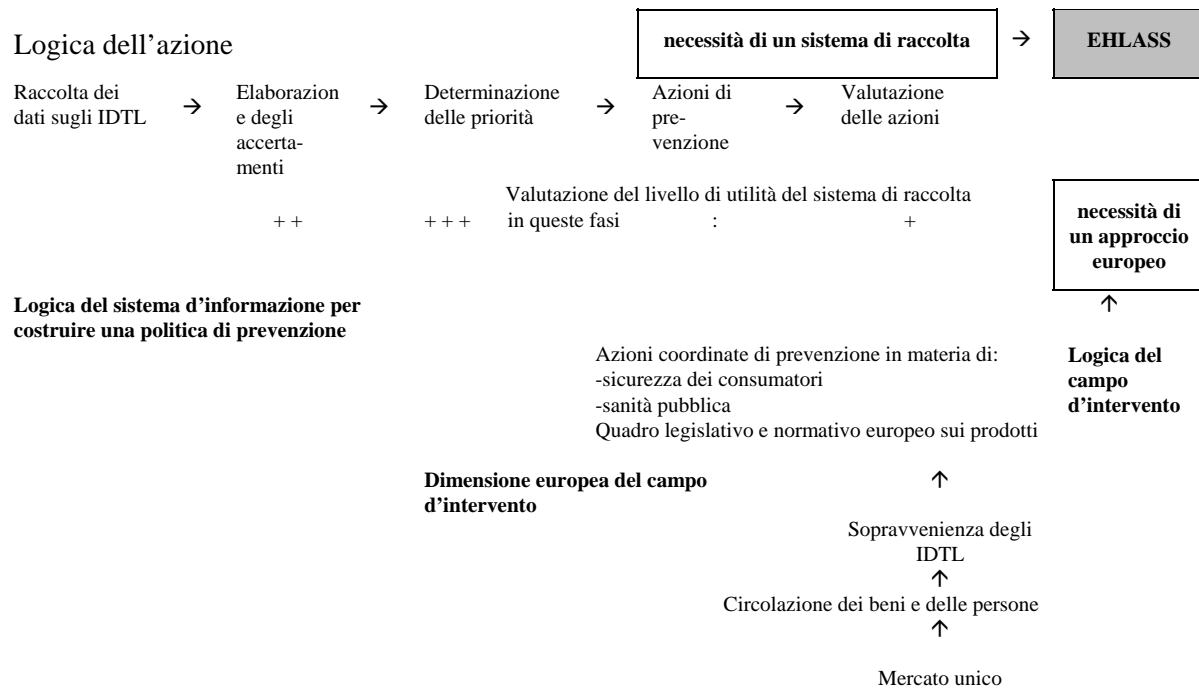 Logica dell'azione
necessità di un sistema di raccolta → EHLASS
Raccolta dei
dati sugli IDTL
→
Elaborazion
e degli
accerta-
menti
→
Determinazione
delle priorità
→
Azioni di
pre-
venzione
→
Valutazione
delle azioni
Valutazione del livello di utilità del sistema di raccolta
+ + + + + in queste fasi : +
necessità di
un approccio
europeo
↑
Logica del sistema d'informazione per
costruire una politica di prevenzione
Azioni coordinate di prevenzione in materia di:
-sicurezza dei consumatori
-sanità pubblica
Quadro legislativo e normativo europeo sui prodotti
Logica del
campo
d'intervento
Dimensione europea del campo
d'intervento
↑
Sopravvenienza degli
IDTL
↑
Circolazione dei beni e delle persone
↑
Mercato unico